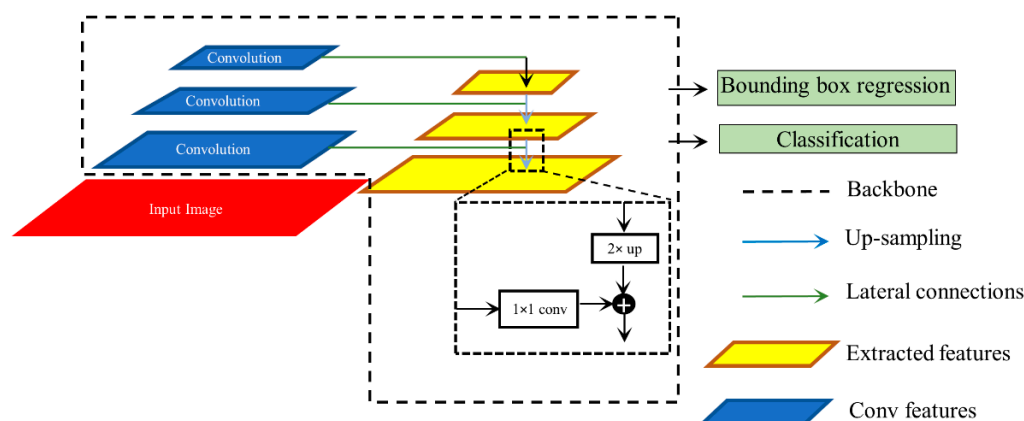 Convolution
Convolution
Convolution
Input Image
2× up
1×1 conv
Bounding box regression
Classification
Backbone
Up-sampling
Lateral connections
Extracted features
Conv features